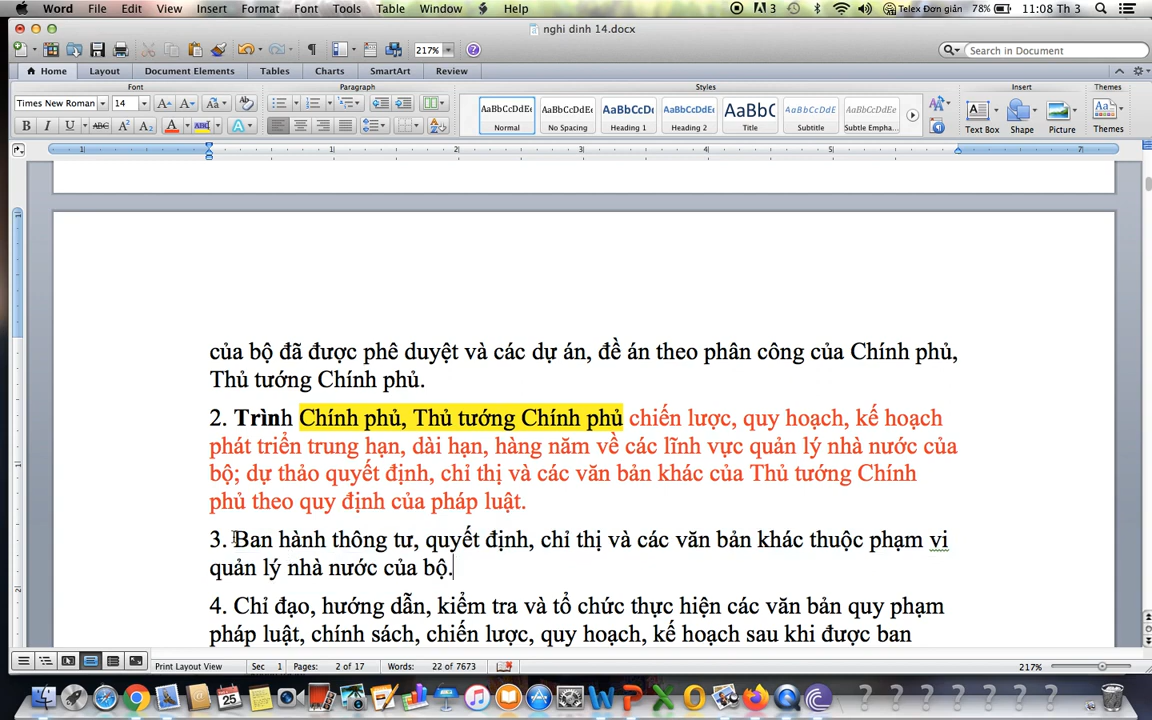 Word File Edit View Insert Format Font Tools Table Window Help 3 Telex Đơn giản 78% 11:08 Th 3
nghi dinh 14.docx
217% Search in Document
Home Layout Document Elements Tables Charts SmartArt Review
Font Paragraph Styles Insert Themes
Times New Roman 14 Aa
AaBbCcDdEe AaBbCcDdEe AaBbCcDc AaBbCcDdEe AaBbC AaBbCcDdEe AaBbCcDdEe
B I U ABC A A A ABC A
Normal No Spacing Heading 1 Heading 2 Title Subtitle Subtle Empha... Text Box Shape Picture Themes
của bộ đã được phê duyệt và các dự án, đề án theo phân công của Chính phủ,
Thủ tướng Chính phủ.
2. Trình Chính phủ, Thủ tướng Chính phủ chiến lược, quy hoạch, kế hoạch
phát triển trung hạn, dài hạn, hàng năm về các lĩnh vực quản lý nhà nước của
bộ; dự thảo quyết định, chỉ thị và các văn bản khác của Thủ tướng Chính
phủ theo quy định của pháp luật.
3. Ban hành thông tư, quyết định, chỉ thị và các văn bản khác thuộc phạm vi
quản lý nhà nước của bộ.
4. Chỉ đạo, hướng dẫn, kiểm tra và tổ chức thực hiện các văn bản quy phạm
pháp luật, chính sách, chiến lược, quy hoạch, kế hoạch sau khi được ban
Print Layout View Sec 1 Pages: 2 of 17 Words: 22 of 7673 217%